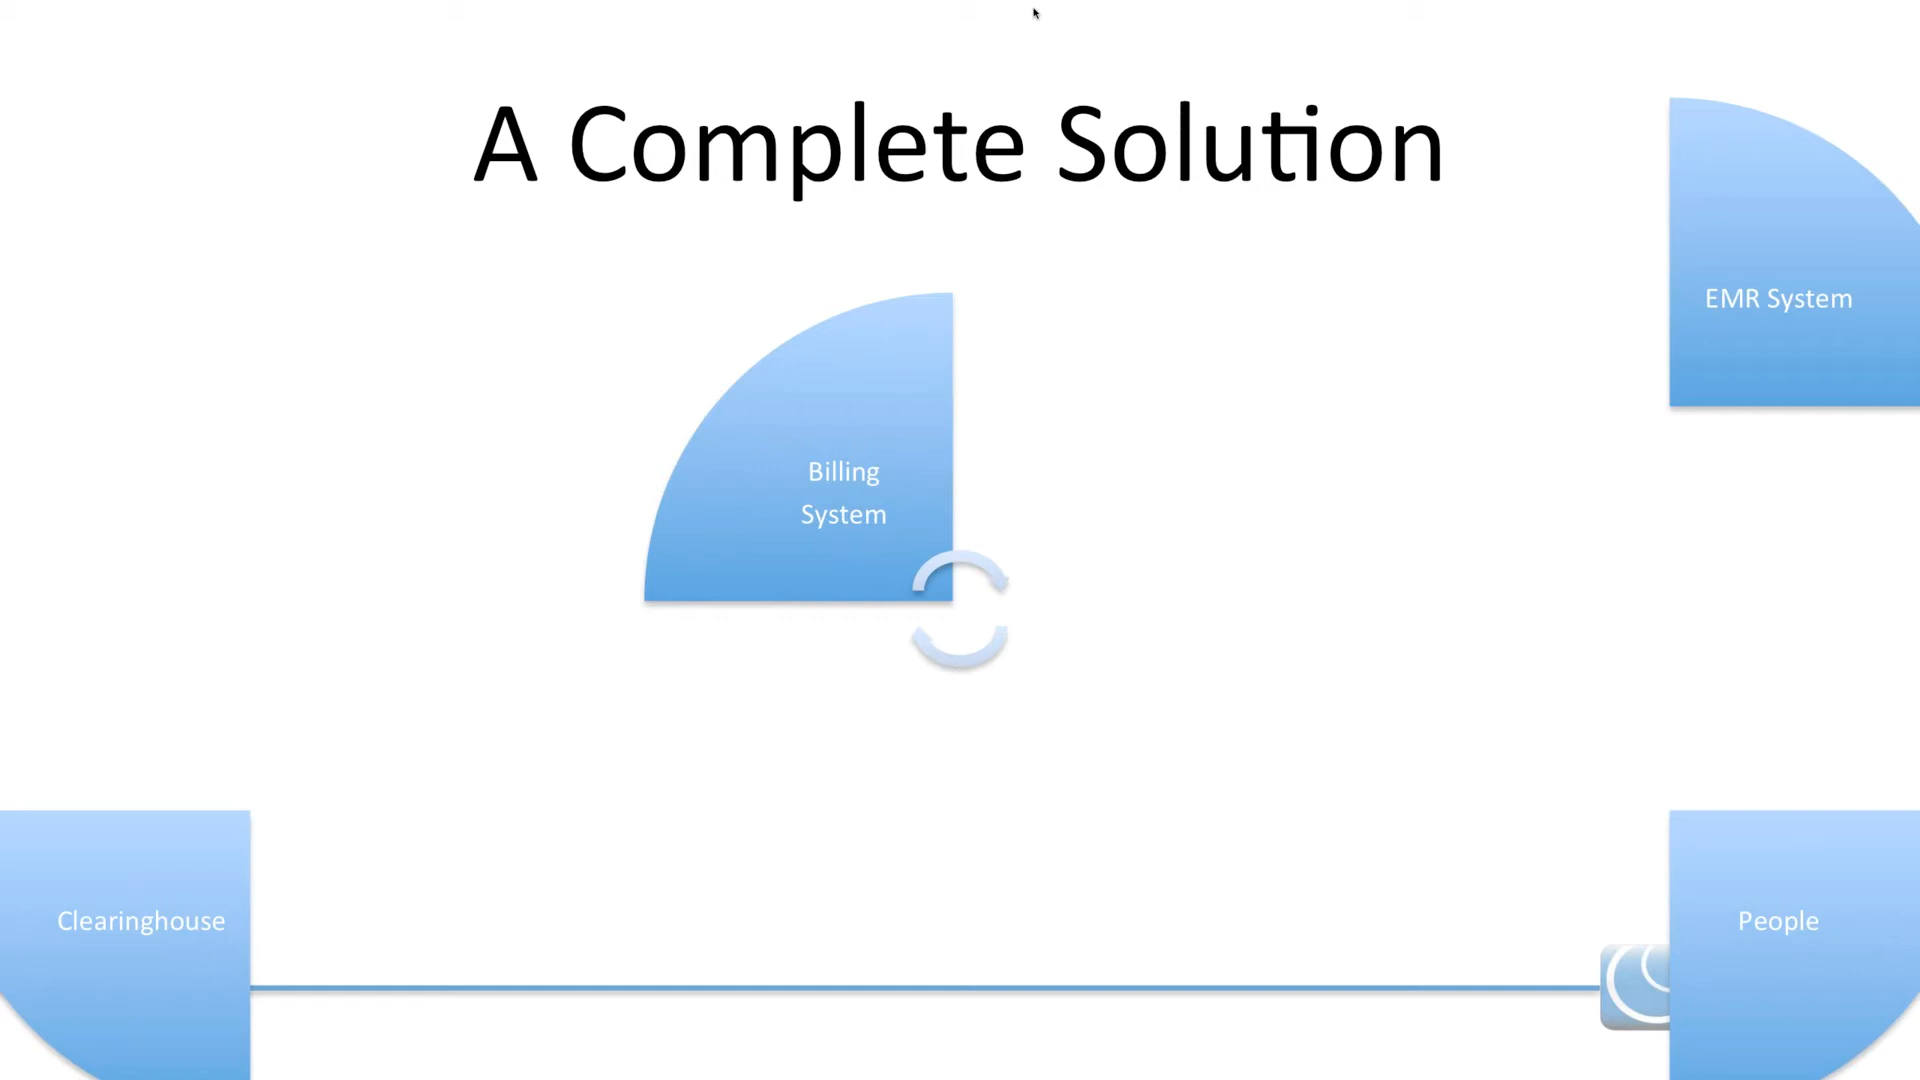 A Complete Solution
EMR System
Billing
System
Clearinghouse
People